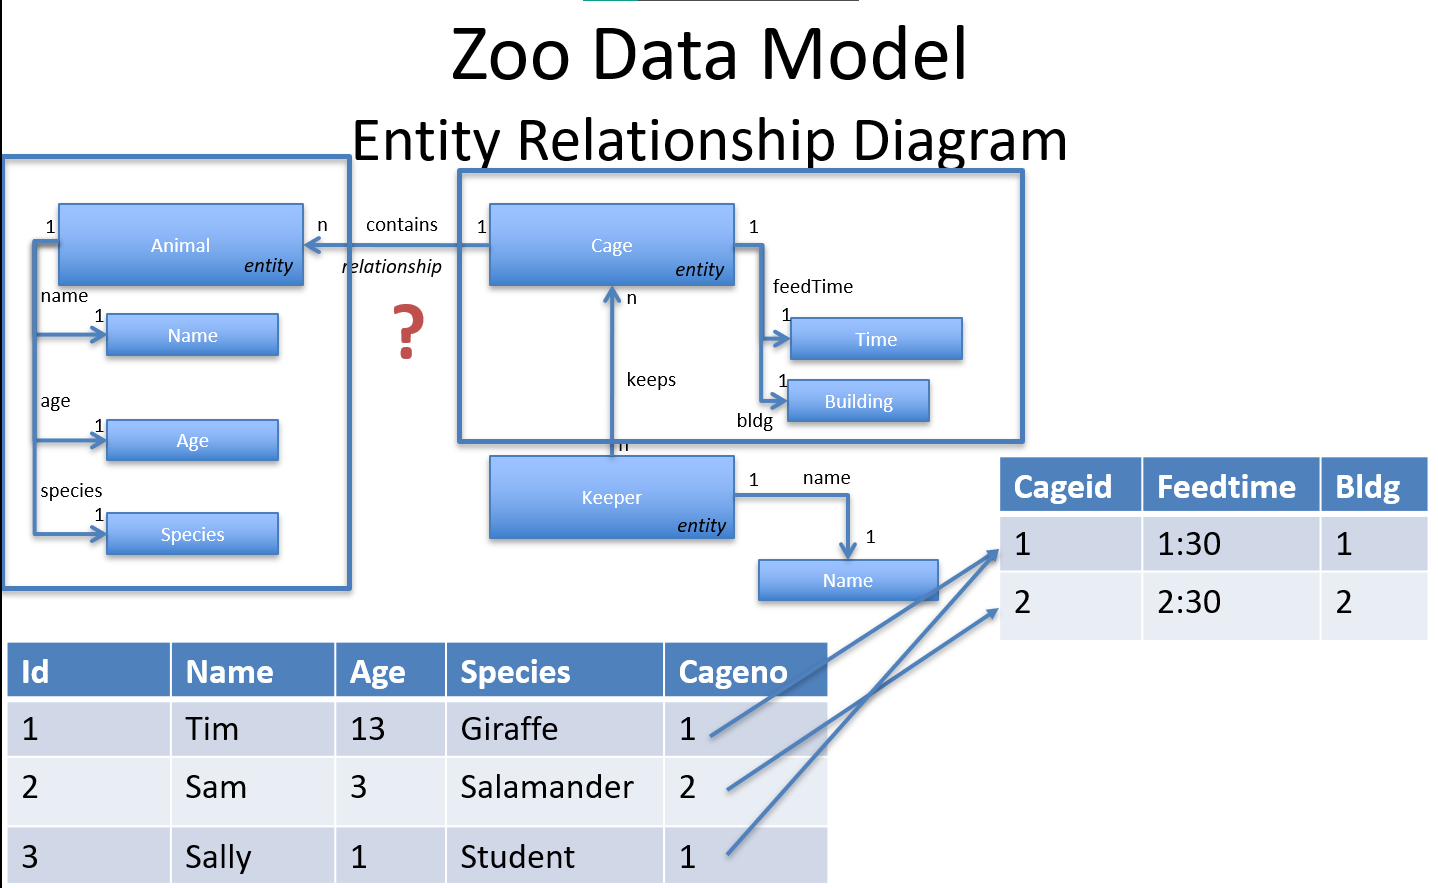 Zoo Data Model
Entity Relationship Diagram
1
Animal
entity
n
contains
1
relationship
?
Cage
entity
1
name
1
Name
age
1
Age
species
1
Species
n
keeps
n
feedTime
1
Time
1
Building
bldg
Keeper
entity
1
name
1
Name
Cageid Feedtime Bldg
1 1:30 1
2 2:30 2
Id Name Age Species Cageno
1 Tim 13 Giraffe 1
2 Sam 3 Salamander 2
3 Sally 1 Student 1